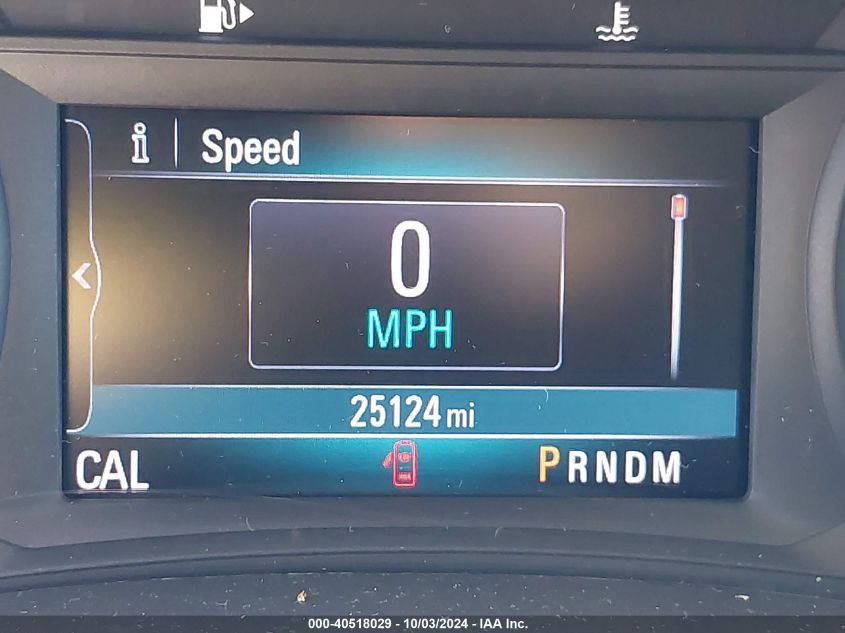 Speed
0
MPH
25124 mi
CAL
PRNDM
000-40518029 - 10/03/2024 - IAA Inc.